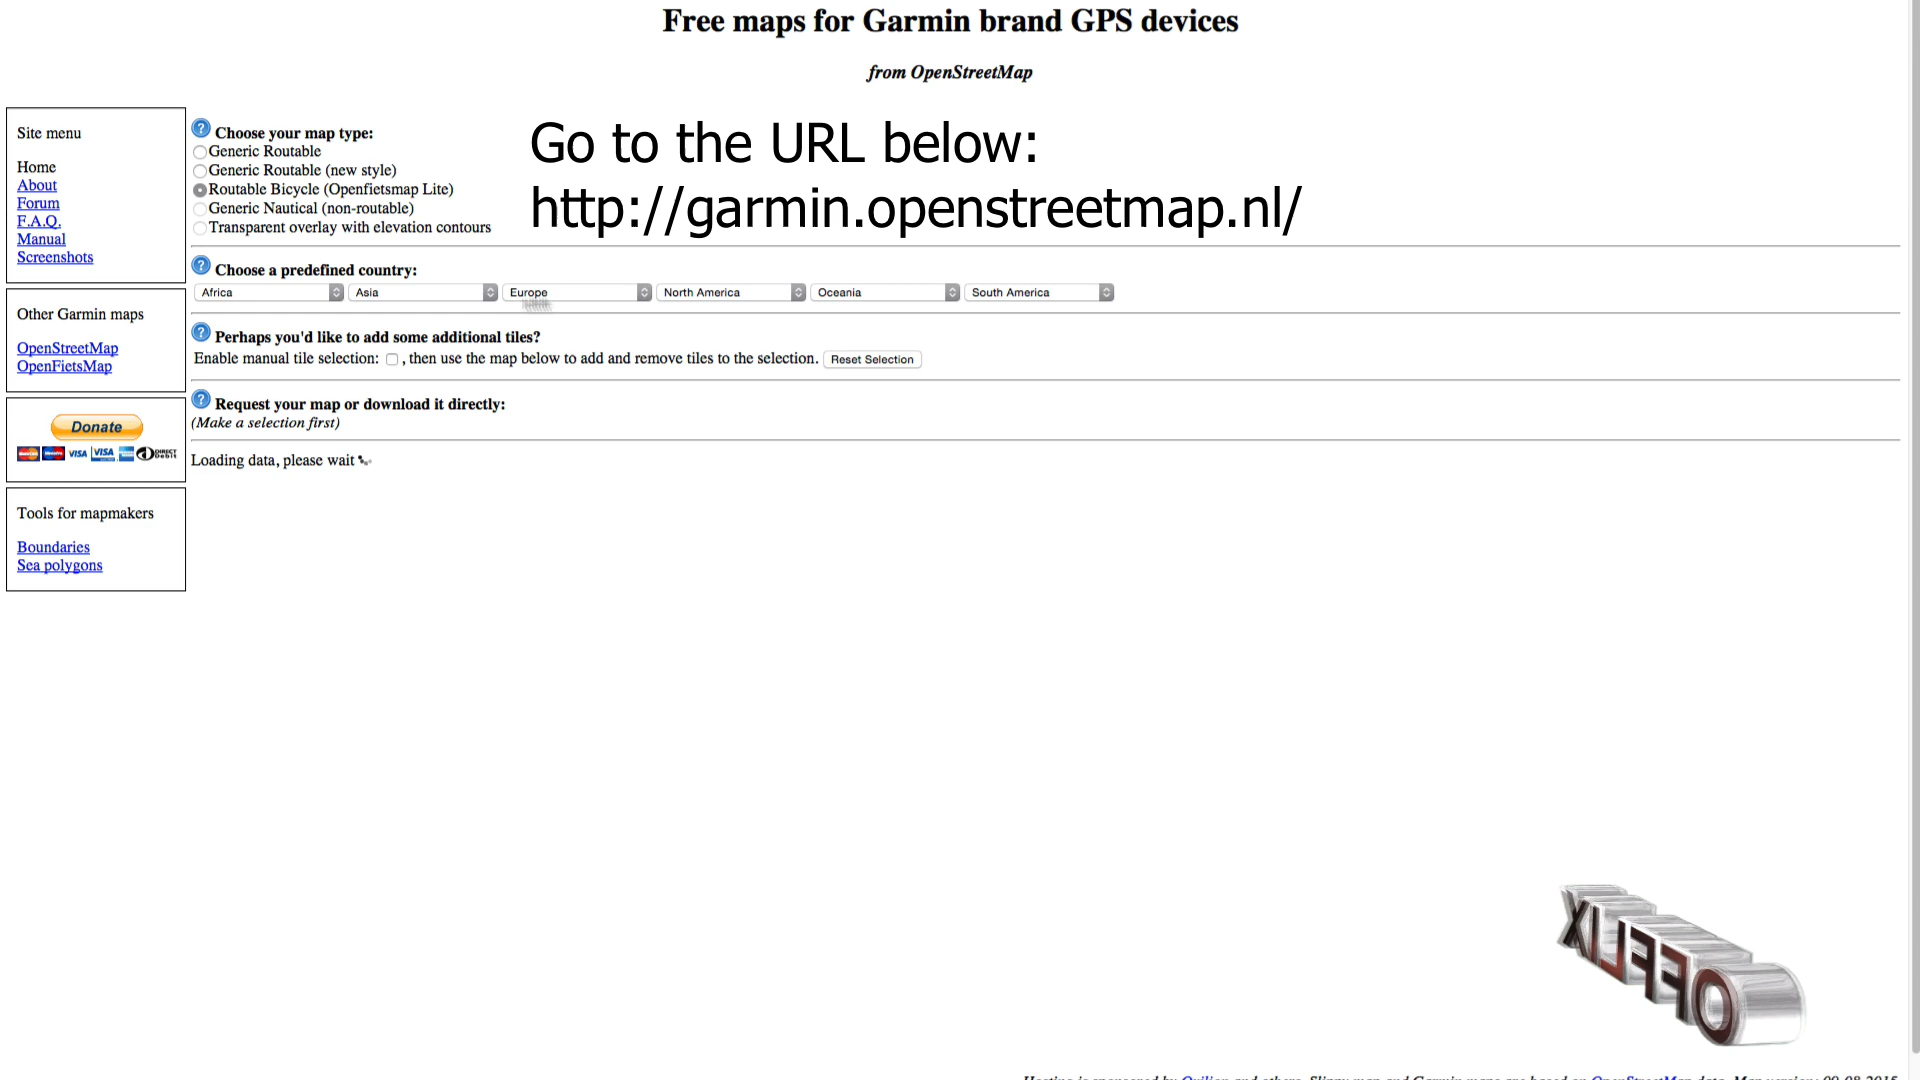 Free maps for Garmin brand GPS devices
from OpenStreetMap
Site menu
Home
About
Forum
F.A.Q.
Manual
Screenshots
Other Garmin maps
OpenStreetMap
OpenFietsMap
Donate
VISA VISA DIRECT Debit
Tools for mapmakers
Boundaries
Sea polygons
Choose your map type:
Generic Routable
Generic Routable (new style)
Routable Bicycle (Openfietsmap Lite)
Generic Nautical (non-routable)
Transparent overlay with elevation contours
Go to the URL below:
http://garmin.openstreetmap.nl/
Choose a predefined country:
Africa Asia Europe North America Oceania South America
Perhaps you'd like to add some additional tiles?
Enable manual tile selection: , then use the map below to add and remove tiles to the selection. Reset Selection
Request your map or download it directly:
(Make a selection first)
Loading data, please wait
OFFLIX